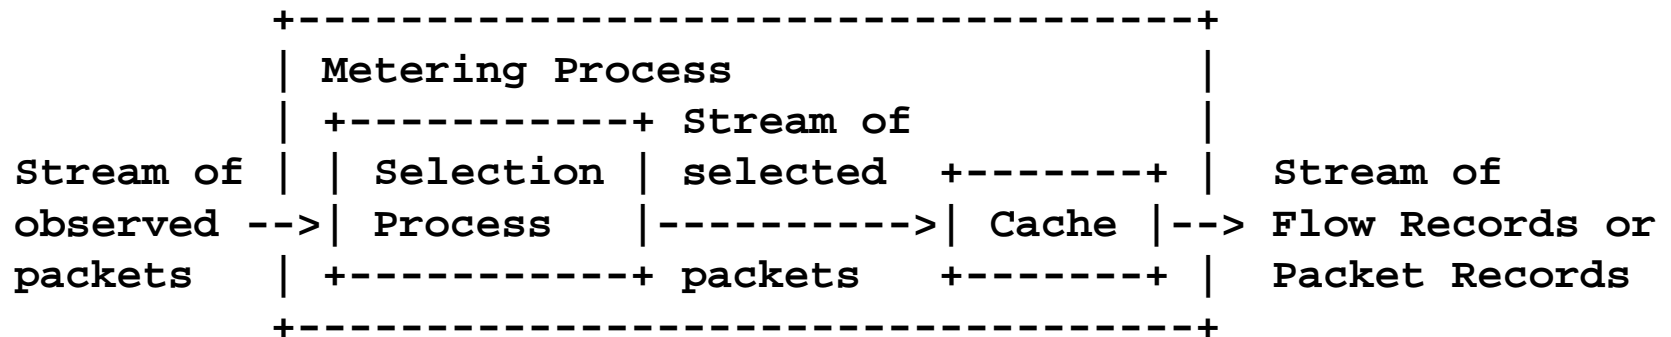 +-----------------------------------+
| Metering Process                  |
| +-----------+ Stream of           |
Stream of | | Selection | selected  +-------+ |  Stream of
observed -->| Process   |---------->| Cache |--> Flow Records or
packets   | +-----------+ packets   +-------+ |  Packet Records
+-----------------------------------+